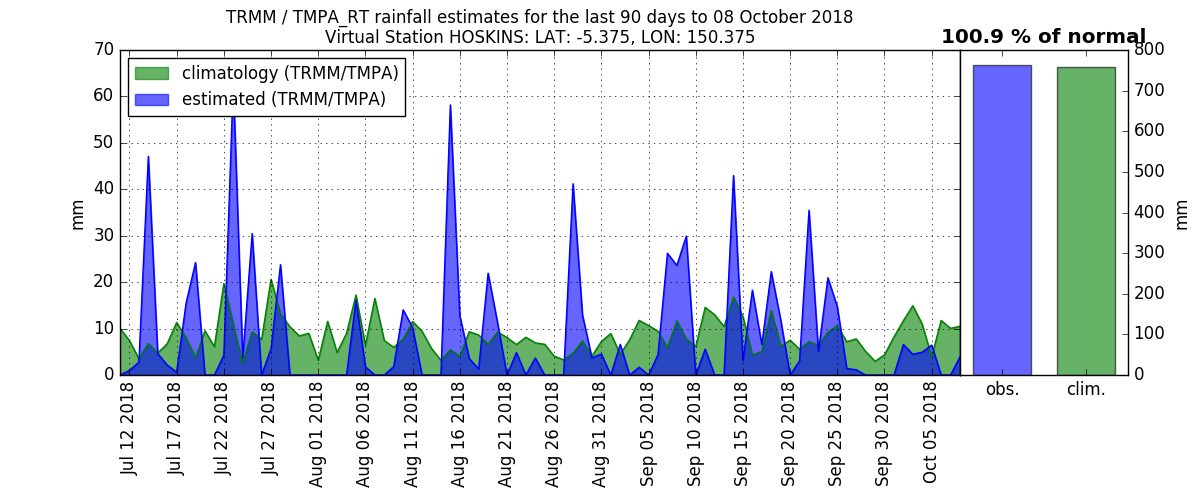 TRMM / TMPA_RT rainfall estimates for the last 90 days to 08 October 2018
Virtual Station HOSKINS: LAT: -5.375, LON: 150.375
100.9 % of normal
climatology (TRMM/TMPA)
estimated (TRMM/TMPA)
mm
70
60
50
40
30
20
10
0
Jul 12 2018
Jul 17 2018
Jul 22 2018
Jul 27 2018
Aug 01 2018
Aug 06 2018
Aug 11 2018
Aug 16 2018
Aug 21 2018
Aug 26 2018
Aug 31 2018
Sep 05 2018
Sep 10 2018
Sep 15 2018
Sep 20 2018
Sep 25 2018
Sep 30 2018
Oct 05 2018
obs.
clim.
800
700
600
500
400
300
200
100
0
mm